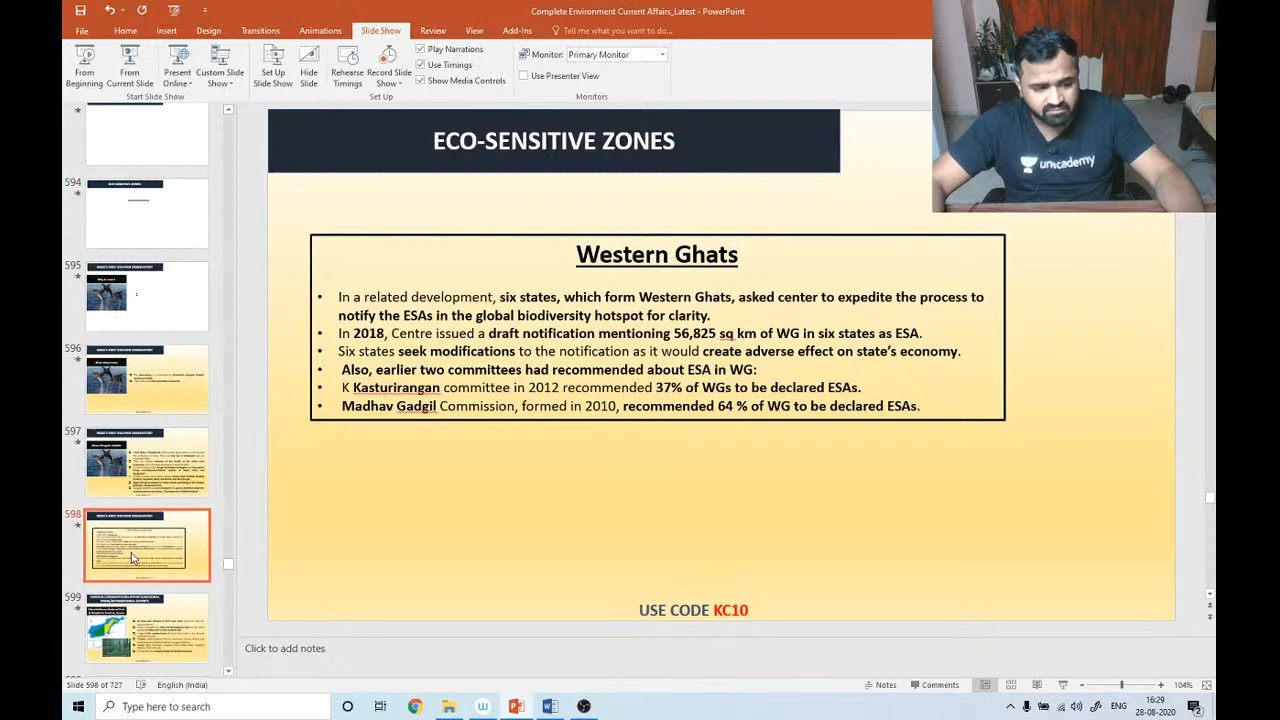 Complete Environment Current Affairs_Latest - PowerPoint
File Home Insert Design Transitions Animations Slide Show Review View Add-Ins Tell me what you want to do...
From Beginning
From Current Slide
Present Online
Custom Slide Show
Start Slide Show
Set Up Slide Show
Hide Slide
Rehearse Timings
Record Slide Show
Play Narrations
Use Timings
Show Media Controls
Set Up
Monitor: Primary Monitor
Use Presenter View
Monitors
unacademy
594
595
596
597
598
599
ECO-SENSITIVE ZONES
Western Ghats
• In a related development, six states, which form Western Ghats, asked center to expedite the process to
notify the ESAs in the global biodiversity hotspot for clarity.
• In 2018, Centre issued a draft notification mentioning 56,825 sq km of WG in six states as ESA.
• Six states seek modifications to the notification as it would create adverse effect on state's economy.
• Also, earlier two committees had recommended about ESA in WG:
• K Kasturirangan committee in 2012 recommended 37% of WGs to be declared ESAs.
• Madhav Gadgil Commission, formed in 2010, recommended 64 % of WG to be declared ESAs.
USE CODE KC10
Click to add notes
Slide 598 of 727 English (India) Notes Comments 104%
Type here to search
ENG
16:29
28-08-2020
2